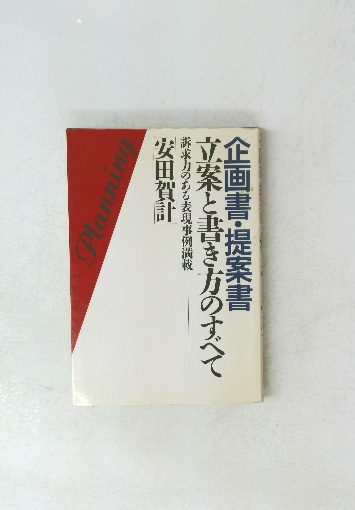 企画書・提案書
立案と書き方のすべて
訴求力のある表現事例満載
安田賀計
Planning